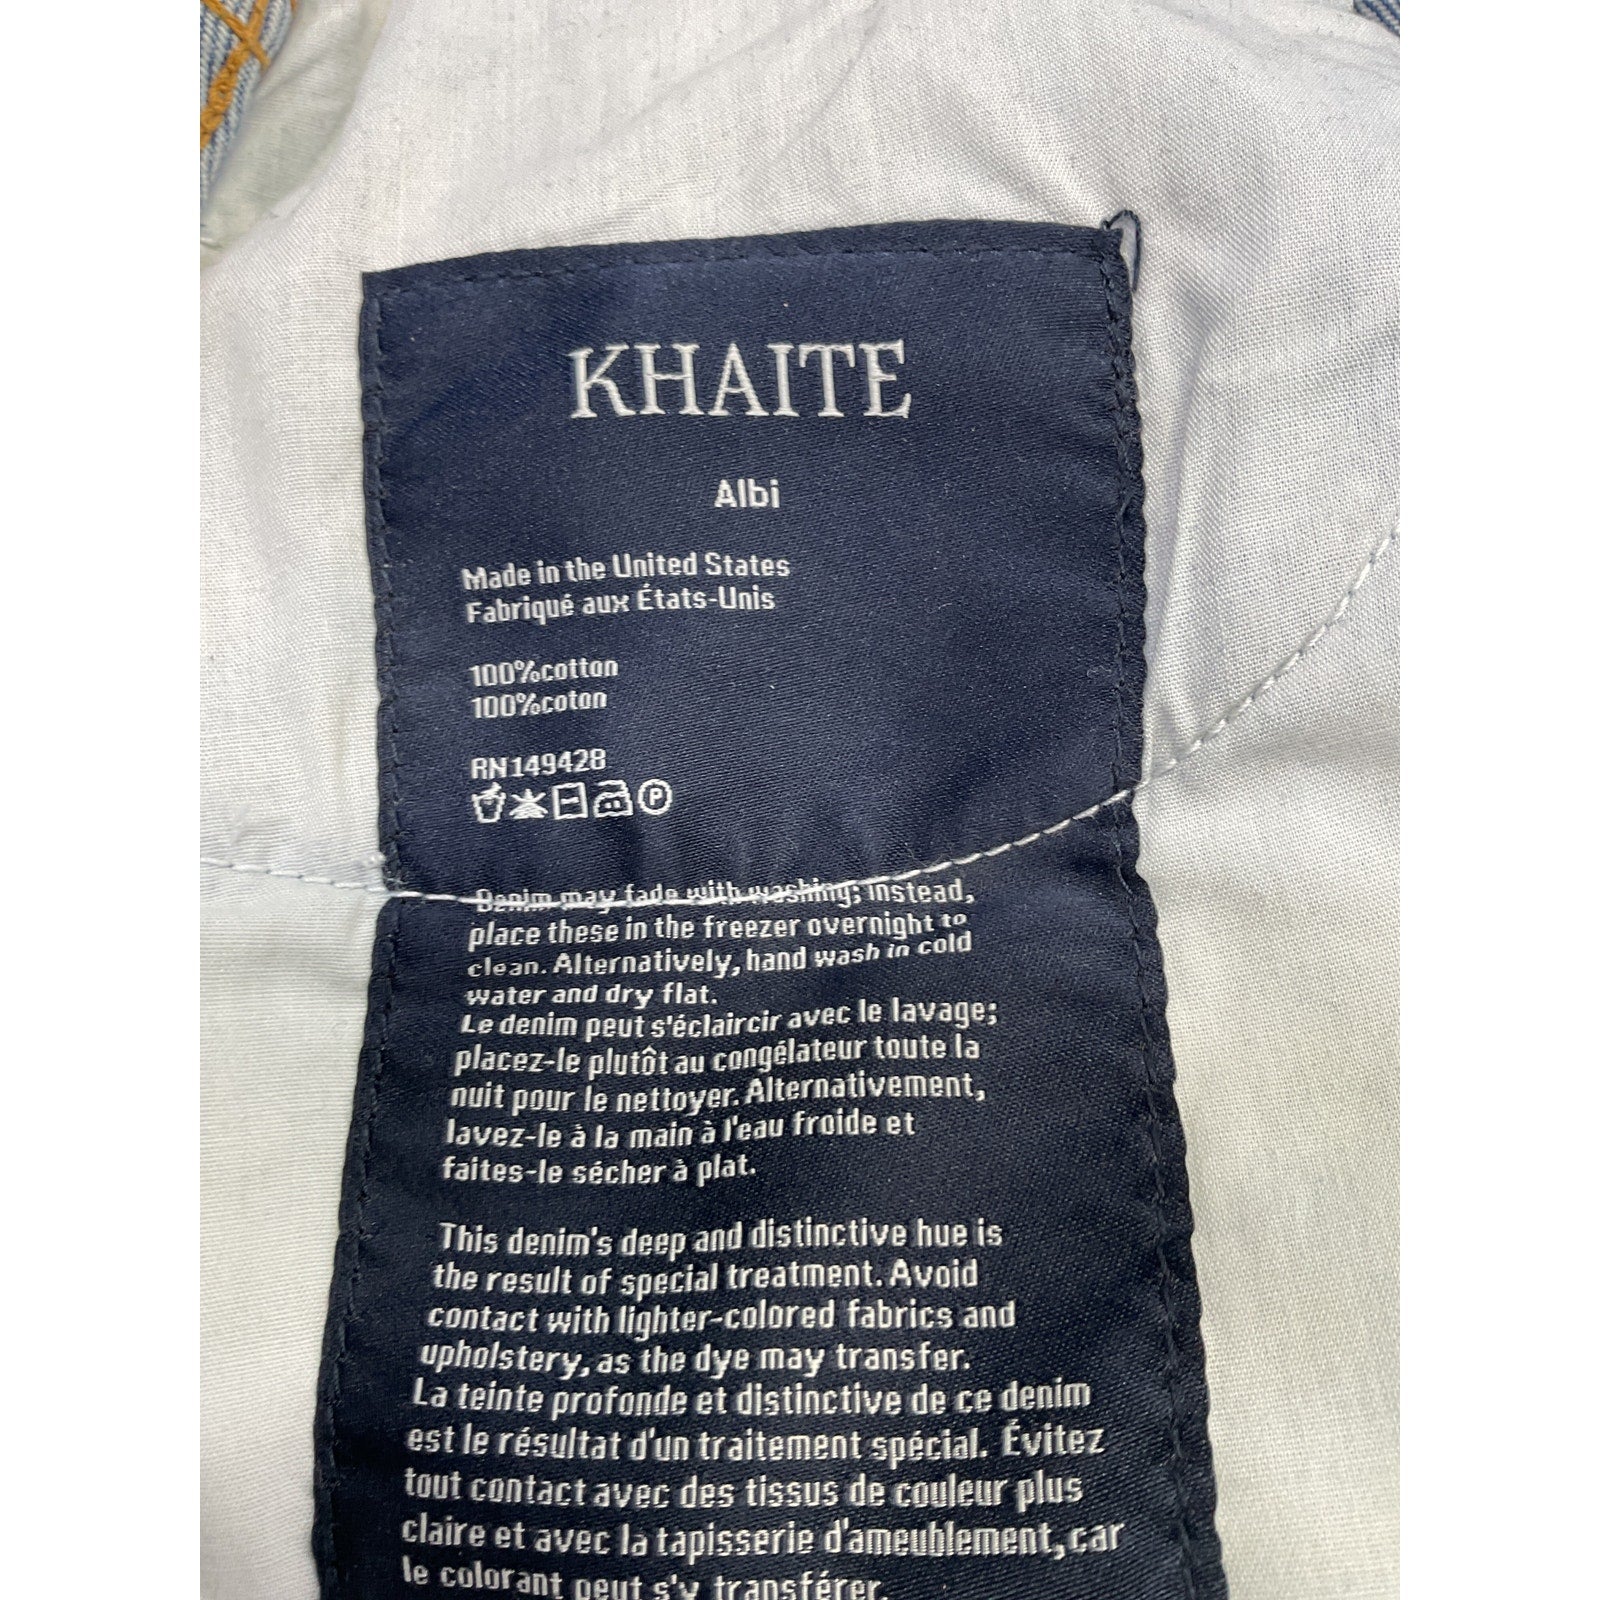 KHAITE
Albi
Made in the United States
Fabriqué aux États-Unis
100%cotton
100%coton
RN149428
P
Denim may fade with washing; instead,
place these in the freezer overnight to
clean. Alternatively, hand wash in cold
water and dry flat.
Le denim peut s'éclaircir avec le lavage;
placez-le plutôt au congélateur toute la
nuit pour le nettoyer. Alternativement,
lavez-le à la main à l'eau froide et
faites-le sécher à plat.
This denim's deep and distinctive hue is
the result of special treatment. Avoid
contact with lighter-colored fabrics and
upholstery, as the dye may transfer.
La teinte profonde et distinctive de ce denim
est le résultat d'un traitement spécial. Évitez
tout contact avec des tissus de couleur plus
claire et avec la tapisserie d'ameublement, car
le colorant peut s'y transférer.